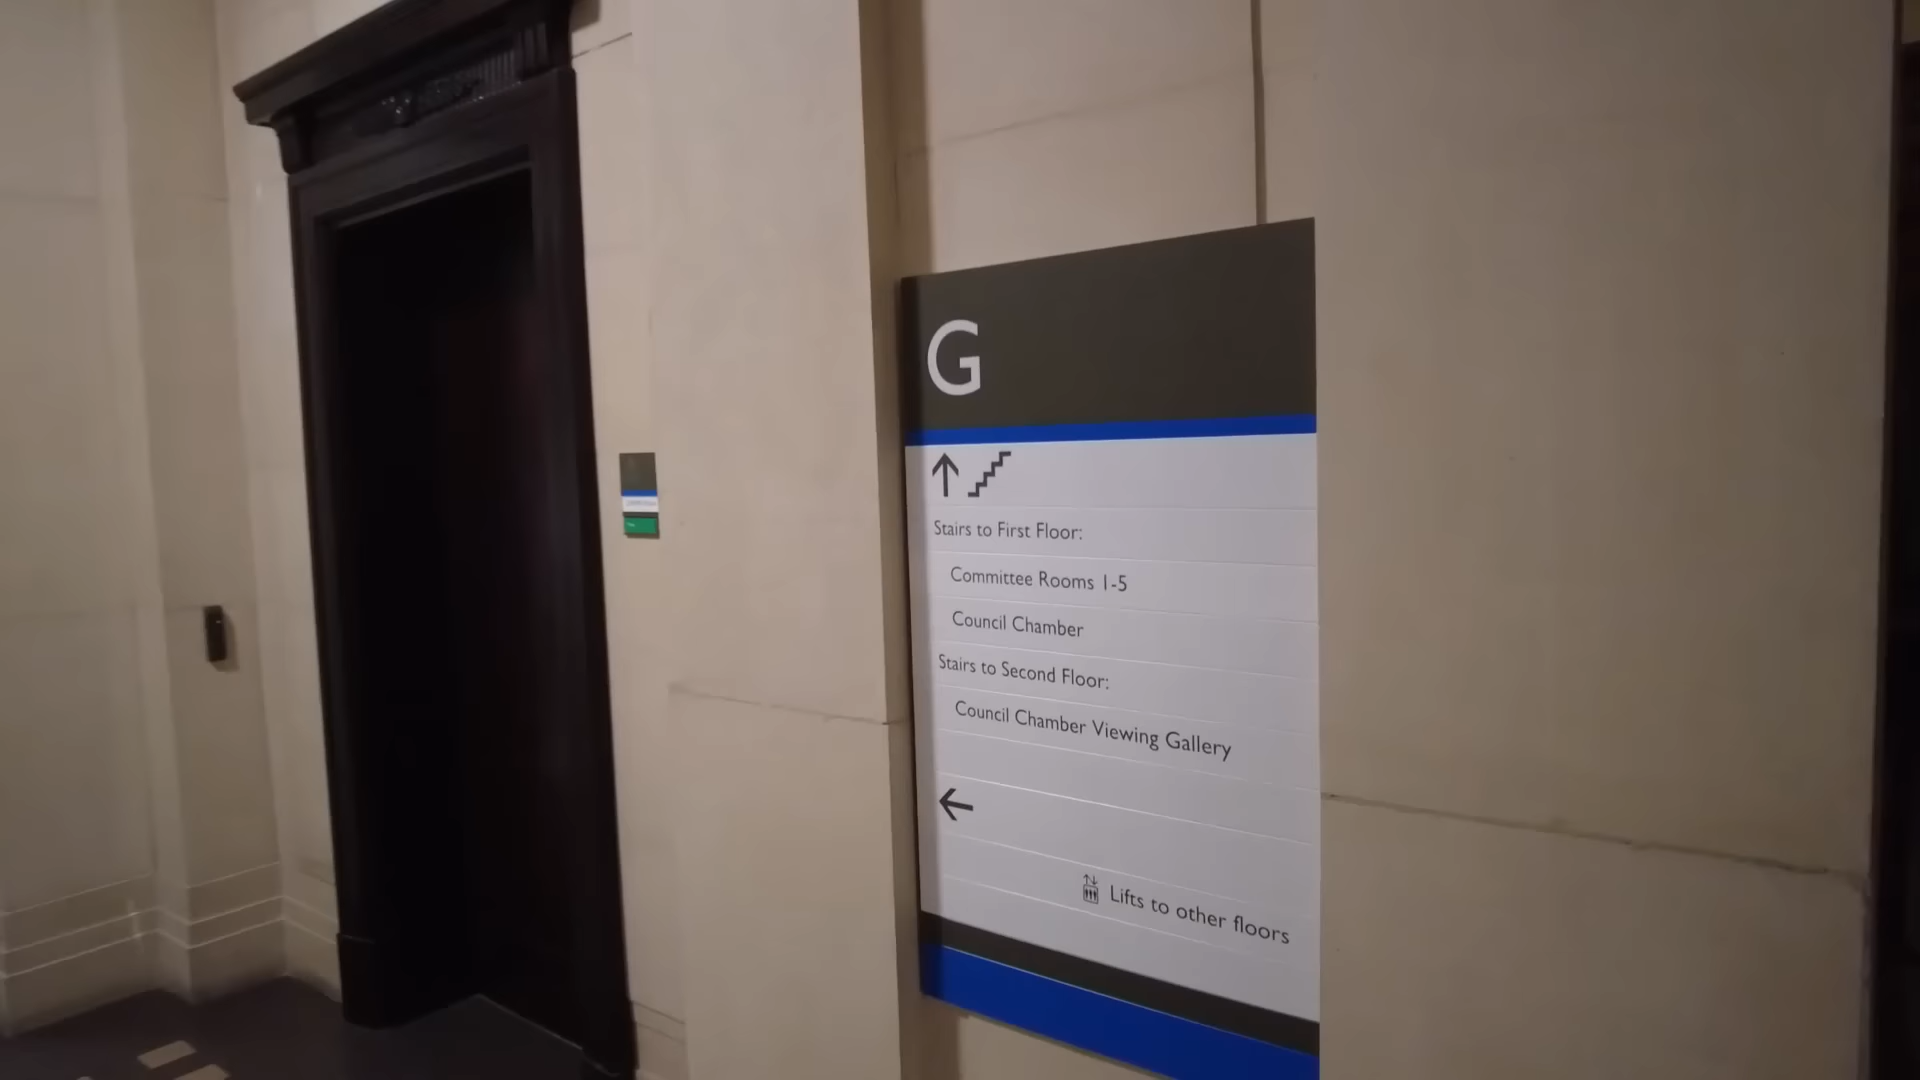 G
Stairs to First Floor:
Committee Rooms 1-5
Council Chamber
Stairs to Second Floor:
Council Chamber Viewing Gallery
Lifts to other floors